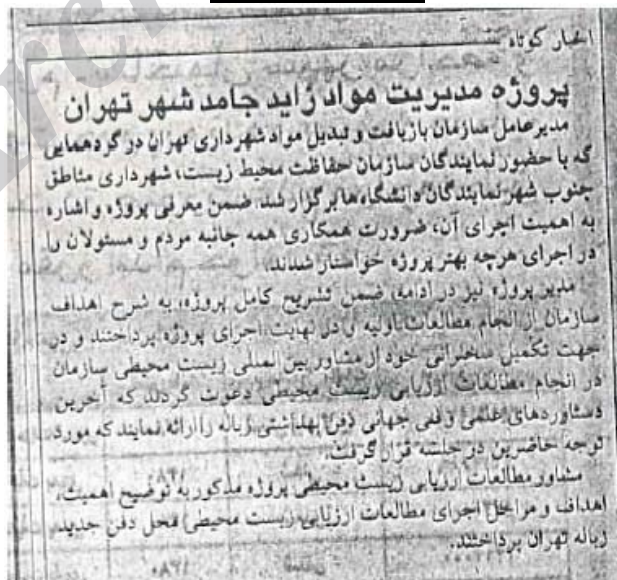 اخبار کوتاه
پروژه مدیریت مواد زاید جامد شهر تهران
مدیرعامل سازمان بازیافت و تبدیل مواد شهرداری تهران در گردهمایی
که با حضور نمایندگان سازمان حفاظت محیط زیست، شهرداری مناطق
جنوب شهر، نمایندگان دانشگاه‌ها برگزار شد ضمن معرفی پروژه و اشاره
به اهمیت اجرای آن، ضرورت همکاری همه جانبه مردم و مسئولان را
در اجرای هرچه بهتر پروژه خواستار شدند.
مدیر پروژه نیز در ادامه، ضمن تشریح کامل پروژه، به شرح اهداف
سازمان از انجام مطالعات اولیه و در نهایت اجرای پروژه پرداختند و در
جهت تکمیل سخنرانی خود از مشاور بین المللی زیست محیطی سازمان
در انجام مطالعات ارزیابی زیست محیطی دعوت کردند که آخرین
دستاوردهای علمی و فنی جهانی دفن بهداشتی زباله را ارائه نمایند که مورد
توجه حاضرین در جلسه قرار گرفت.
مشاور مطالعات ارزیابی زیست محیطی پروژه مذکور به توضیح اهمیت،
اهداف و مراحل اجرای مطالعات ارزیابی زیست محیطی محل دفن جدید
زباله تهران پرداختند.